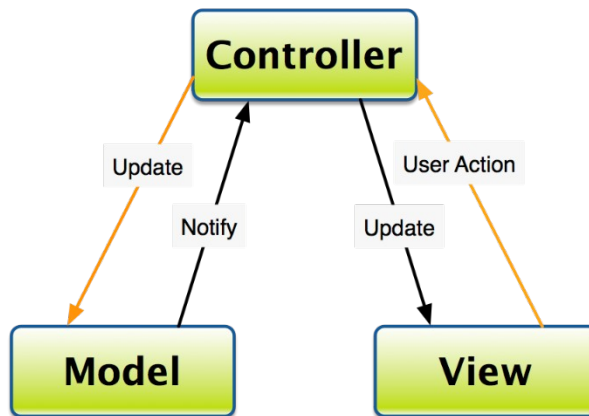 Controller
Update
User Action
Notify
Update
Model
View